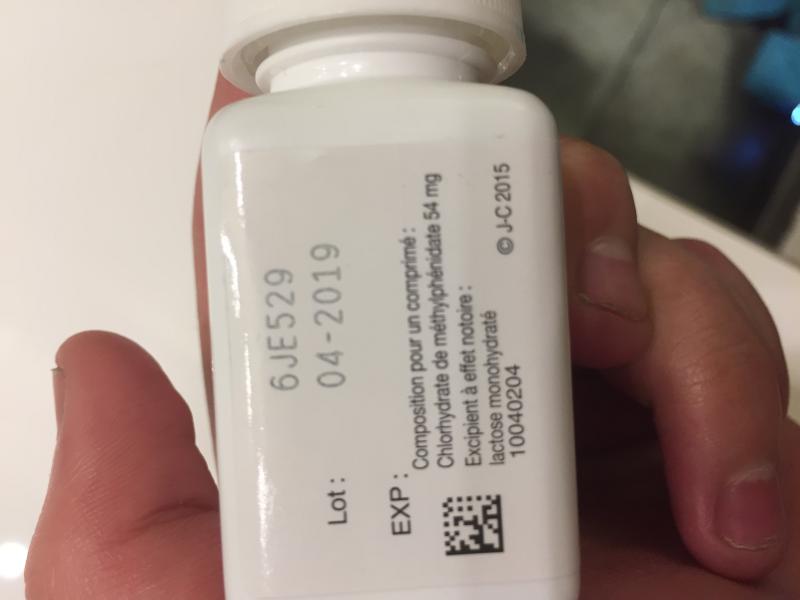 6JE529
04-2019
Lot :
EXP :
Composition pour un comprimé :
Chlorhydrate de méthylphénidate 54 mg
Excipient à effet notoire :
lactose monohydraté
10040204
© J-C 2015